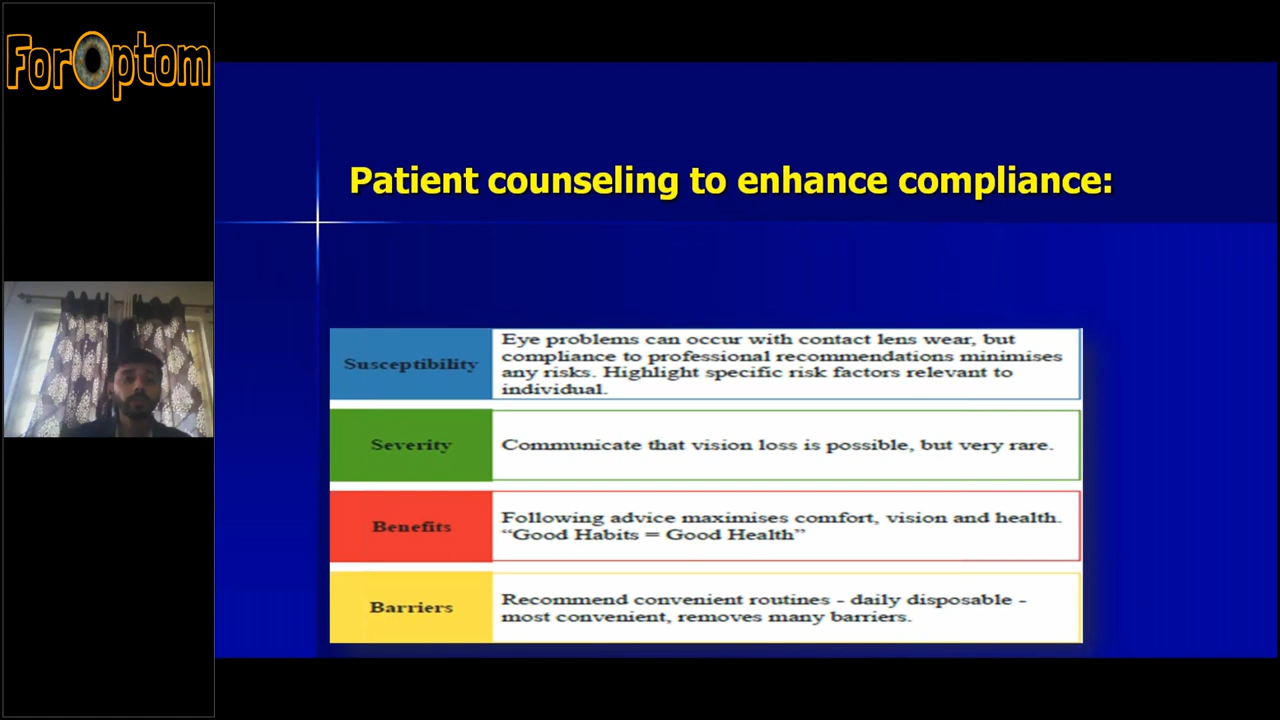 ForOptom
Patient counseling to enhance compliance:
Susceptibility
Eye problems can occur with contact lens wear, but
compliance to professional recommendations minimises
any risks. Highlight specific risk factors relevant to
individual.
Severity
Communicate that vision loss is possible, but very rare.
Benefits
Following advice maximises comfort, vision and health.
“Good Habits = Good Health”
Barriers
Recommend convenient routines - daily disposable -
most convenient, removes many barriers.